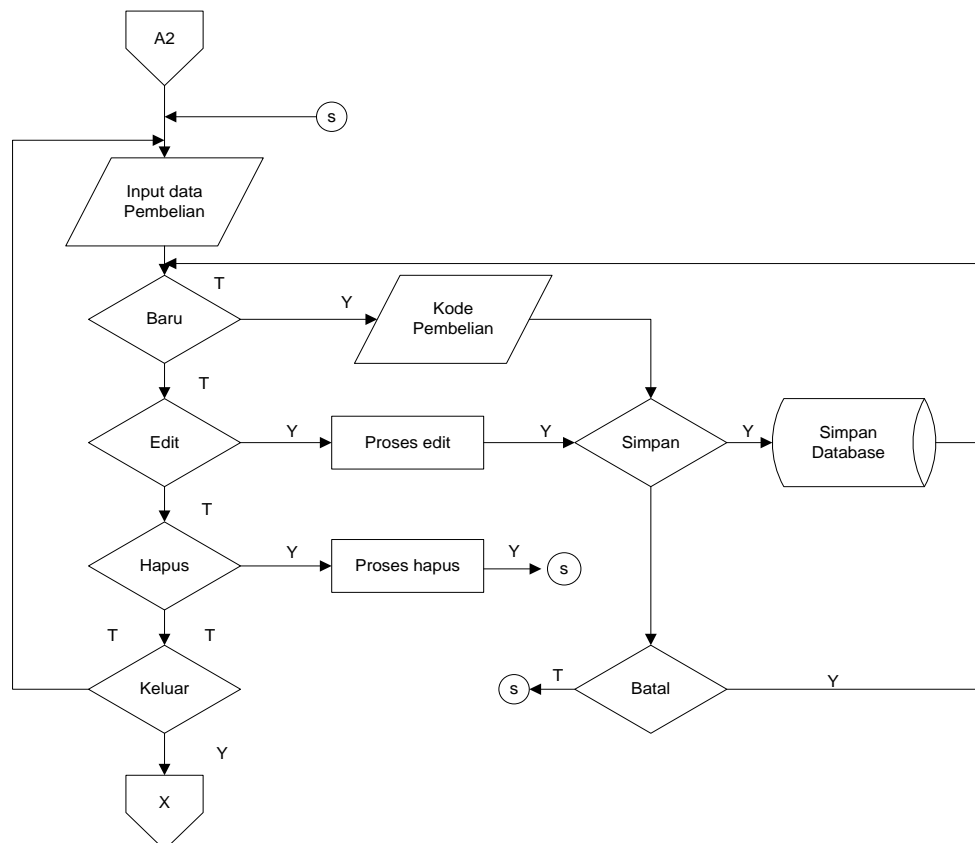 A2
s
Input data
Pembelian
T
Baru
Y
Kode
Pembelian
T
Edit
Y
Proses edit
Y
Simpan
Y
Simpan
Database
T
Hapus
Y
Proses hapus
Y
s
T
T
Keluar
s
T
Batal
Y
Y
X